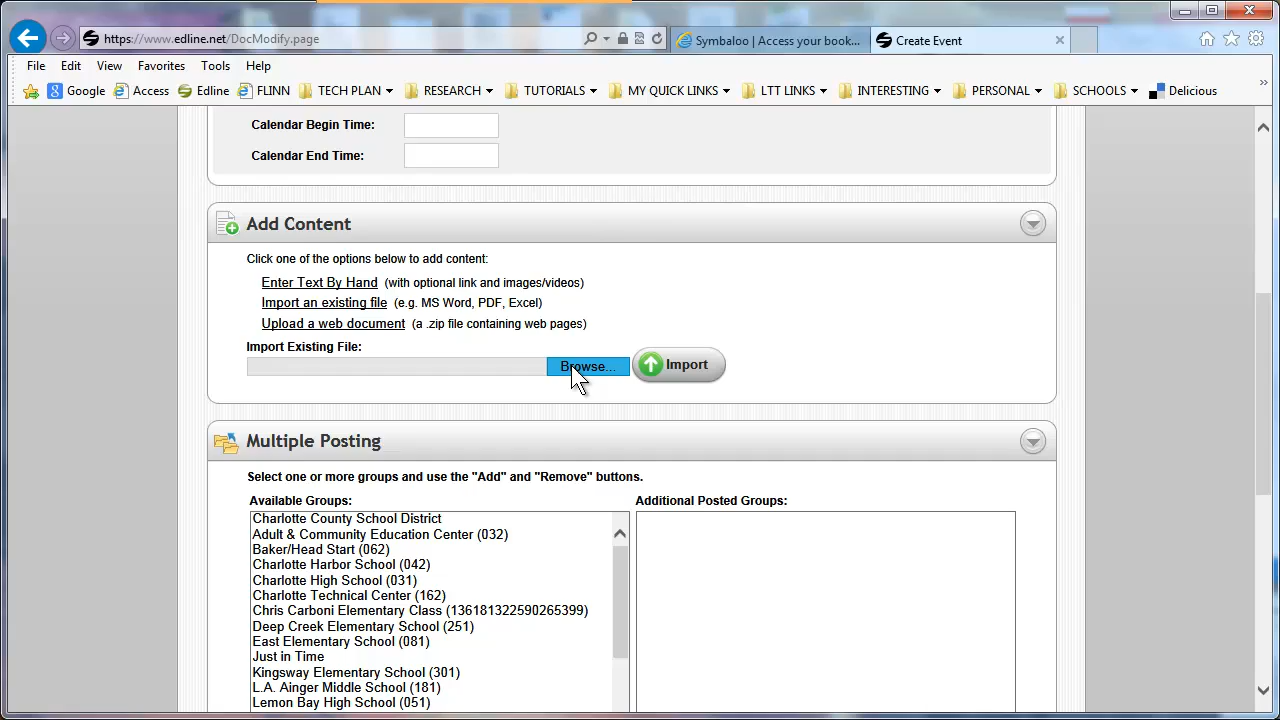 https://www.edline.net/DocModify.page
Symbaloo | Access your book...
Create Event
File Edit View Favorites Tools Help
Google Access Edline FLINN TECH PLAN RESEARCH TUTORIALS MY QUICK LINKS LTT LINKS INTERESTING PERSONAL SCHOOLS Delicious
Calendar Begin Time:
Calendar End Time:
Add Content
Click one of the options below to add content:
Enter Text By Hand (with optional link and images/videos)
Import an existing file (e.g. MS Word, PDF, Excel)
Upload a web document (a .zip file containing web pages)
Import Existing File:
Browse... Import
Multiple Posting
Select one or more groups and use the "Add" and "Remove" buttons.
Available Groups: Additional Posted Groups:
Charlotte County School District
Adult & Community Education Center (032)
Baker/Head Start (062)
Charlotte Harbor School (042)
Charlotte High School (031)
Charlotte Technical Center (162)
Chris Carboni Elementary Class (136181322590265399)
Deep Creek Elementary School (251)
East Elementary School (081)
Just in Time
Kingsway Elementary School (301)
L.A. Ainger Middle School (181)
Lemon Bay High School (051)